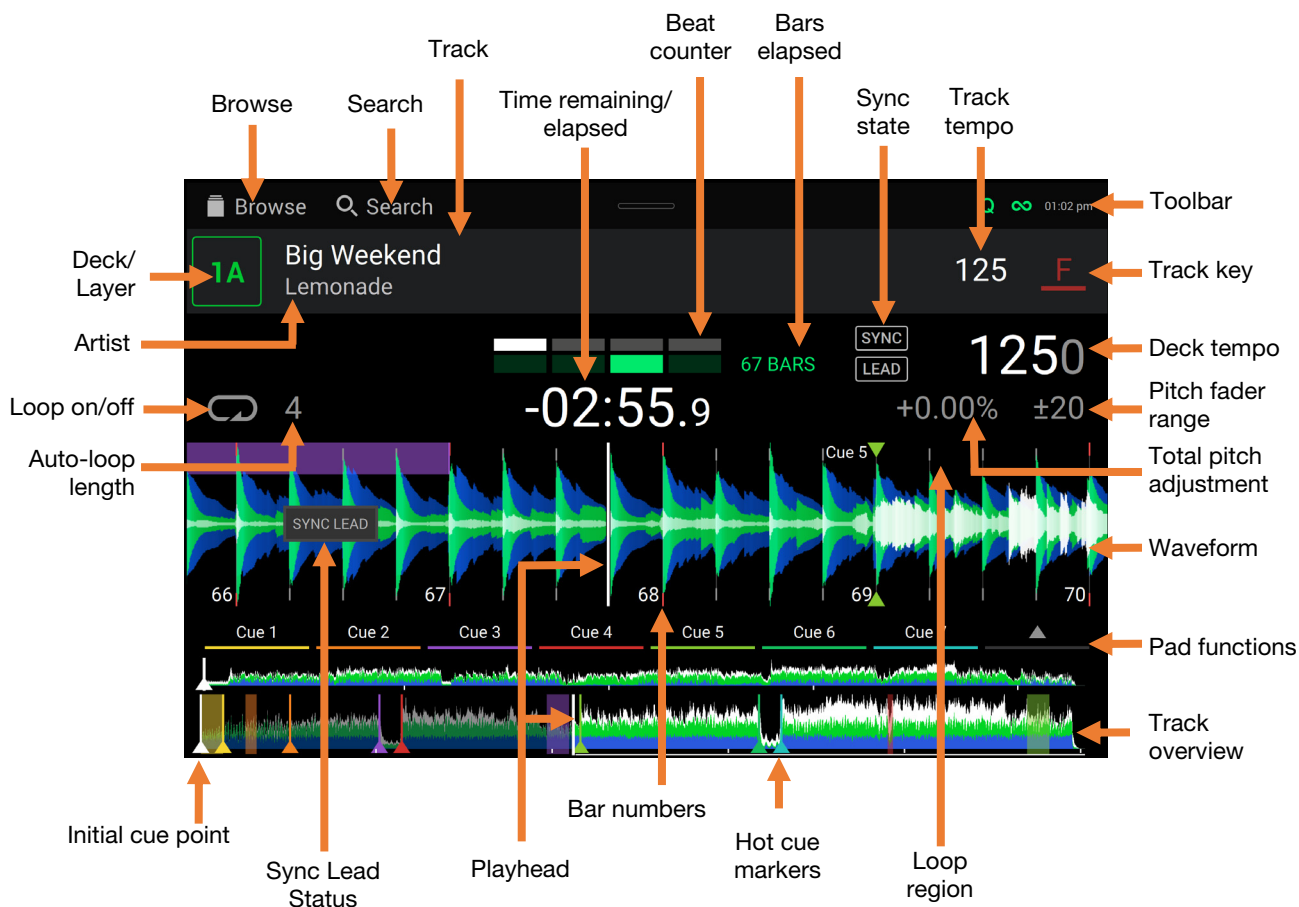 Beat
counter
Bars
elapsed
Track
Browse
Search
Time remaining/
elapsed
Sync
state
Track
tempo
Browse
Search
Q
01:02 pm
Toolbar
Deck/
Layer
1A
Big Weekend
Lemonade
125
F
Track key
Artist
67 BARS
SYNC
LEAD
1250
Deck tempo
Loop on/off
4
-02:55.9
+0.00%
±20
Pitch fader
range
Auto-loop
length
Cue 5
Total pitch
adjustment
SYNC LEAD
Waveform
66
67
68
69
70
Cue 1
Cue 2
Cue 3
Cue 4
Cue 5
Cue 6
Cue 7
Pad functions
Track
overview
Initial cue point
Sync Lead
Status
Playhead
Bar numbers
Hot cue
markers
Loop
region